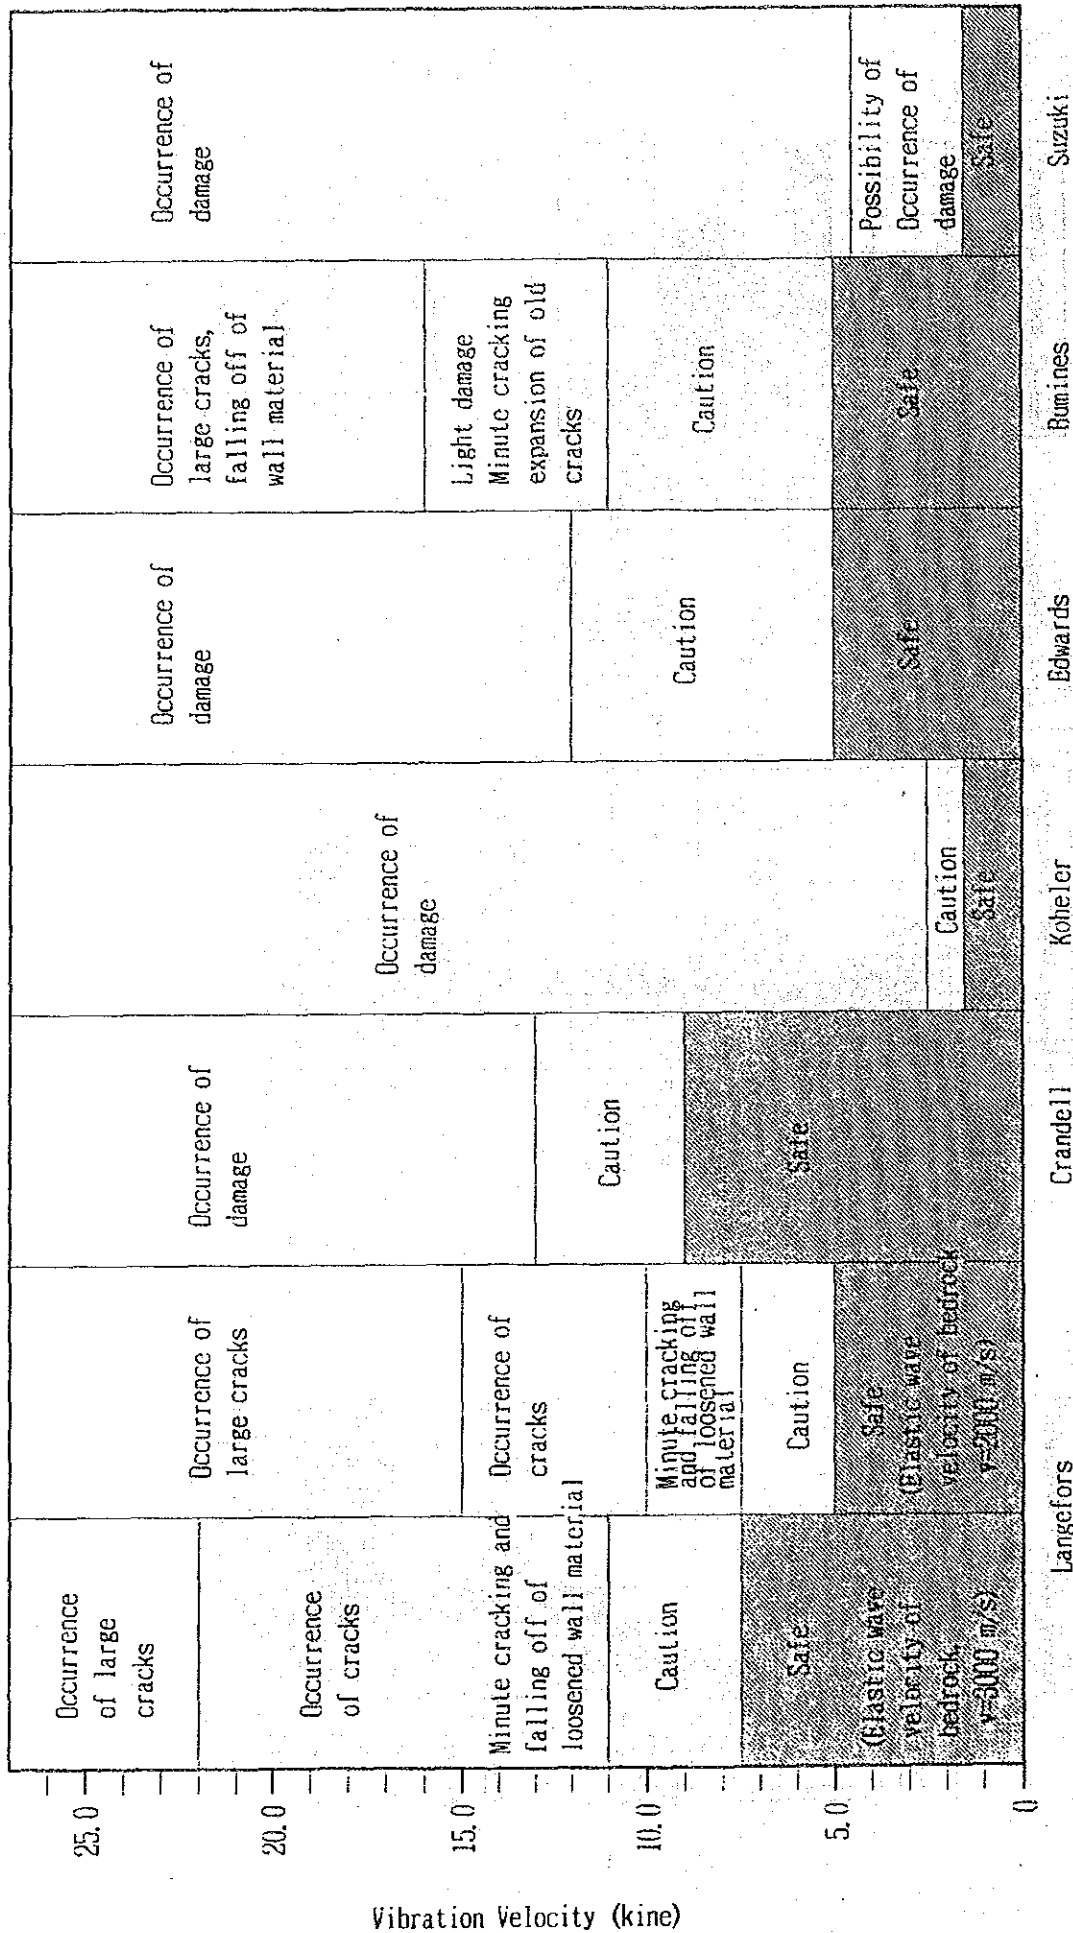 Vibration Velocity (kine)
25.0
20.0
15.0
10.0
5.0
0
Occurrence
of large
cracks
Occurrence
of cracks
Minute cracking and
falling off of
loosened wall material
Caution
Safe
(Elastic wave
velocity of
bedrock,
v=3000 m/s)
Occurrence of
large cracks
Occurrence of
cracks
Minute cracking
and falling off
of loosened wall
material
Caution
Safe
(Elastic wave
velocity of bedrock
v=2000 m/s)
Langefors
Occurrence of
damage
Caution
Safe
Crandell
Occurrence of
damage
Caution
Safe
Koheler
Occurrence of
damage
Caution
Safe
Edwards
Occurrence of
large cracks,
falling off of
wall material
Light damage
Minute cracking
expansion of old
cracks
Caution
Safe
Bumines
Occurrence of
damage
Possibility of
Occurrence of
damage
Safe
Suzuki